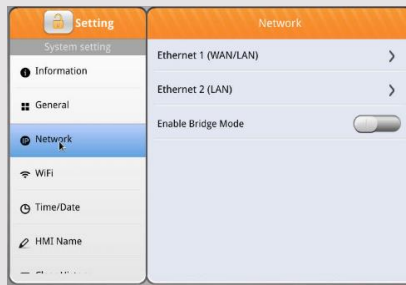 Setting
System setting
Information
General
Network
WiFi
Time/Date
HMI Name
Network
Ethernet 1 (WAN/LAN)
Ethernet 2 (LAN)
Enable Bridge Mode